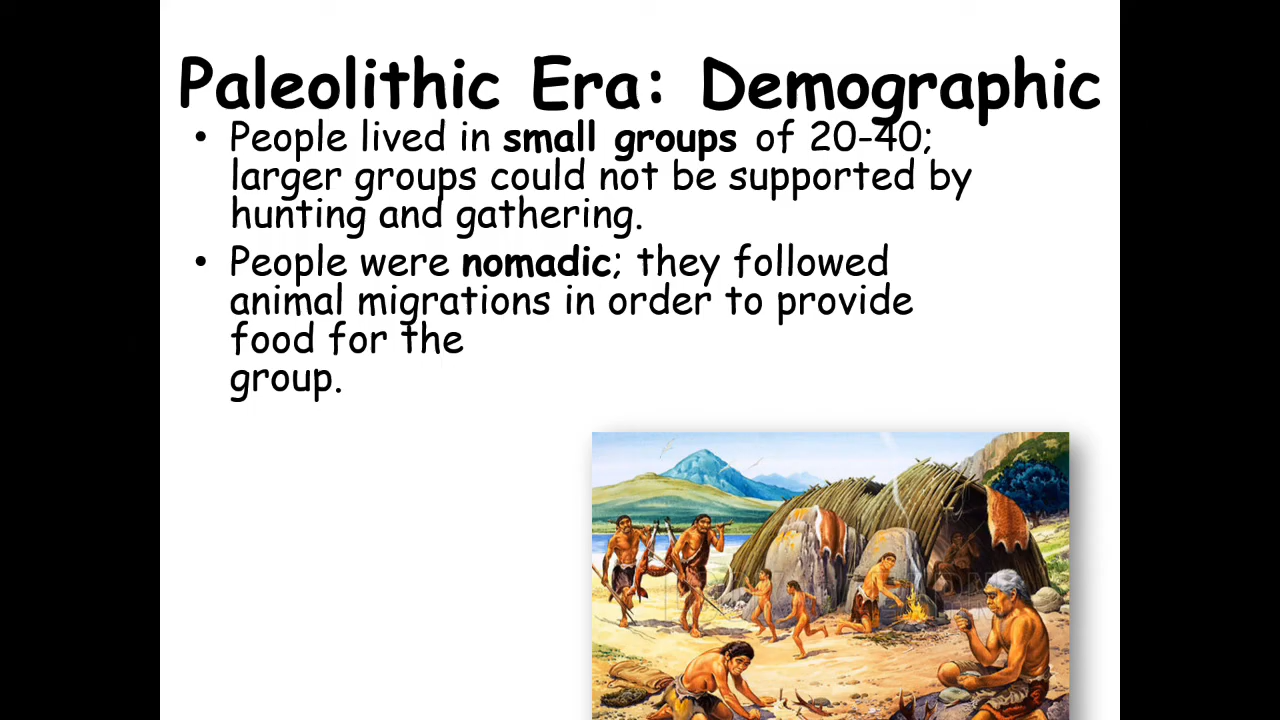 Paleolithic Era: Demographic
• People lived in small groups of 20-40;
larger groups could not be supported by
hunting and gathering.
• People were nomadic; they followed
animal migrations in order to provide
food for the
group.